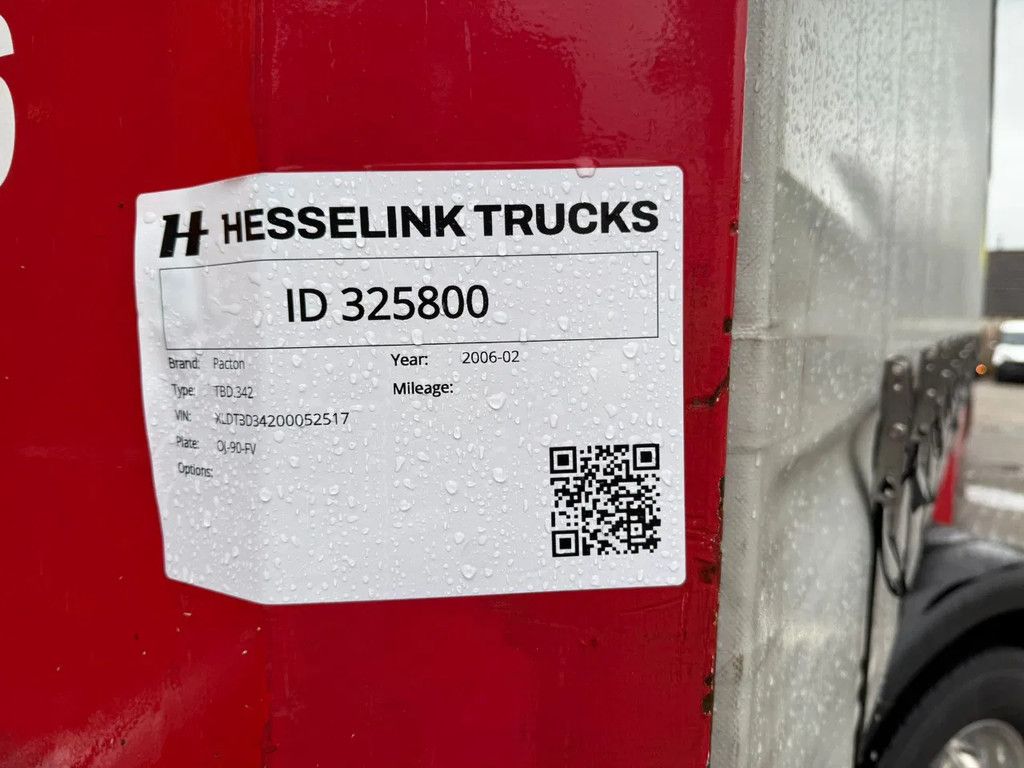 6
HESSELINK TRUCKS
ID 325800
Brand: Pacton Year: 2006-02
Type: TBD.342 Mileage:
VIN: XLDT3D34200052517
Plate: OJ-90-FV
Options: